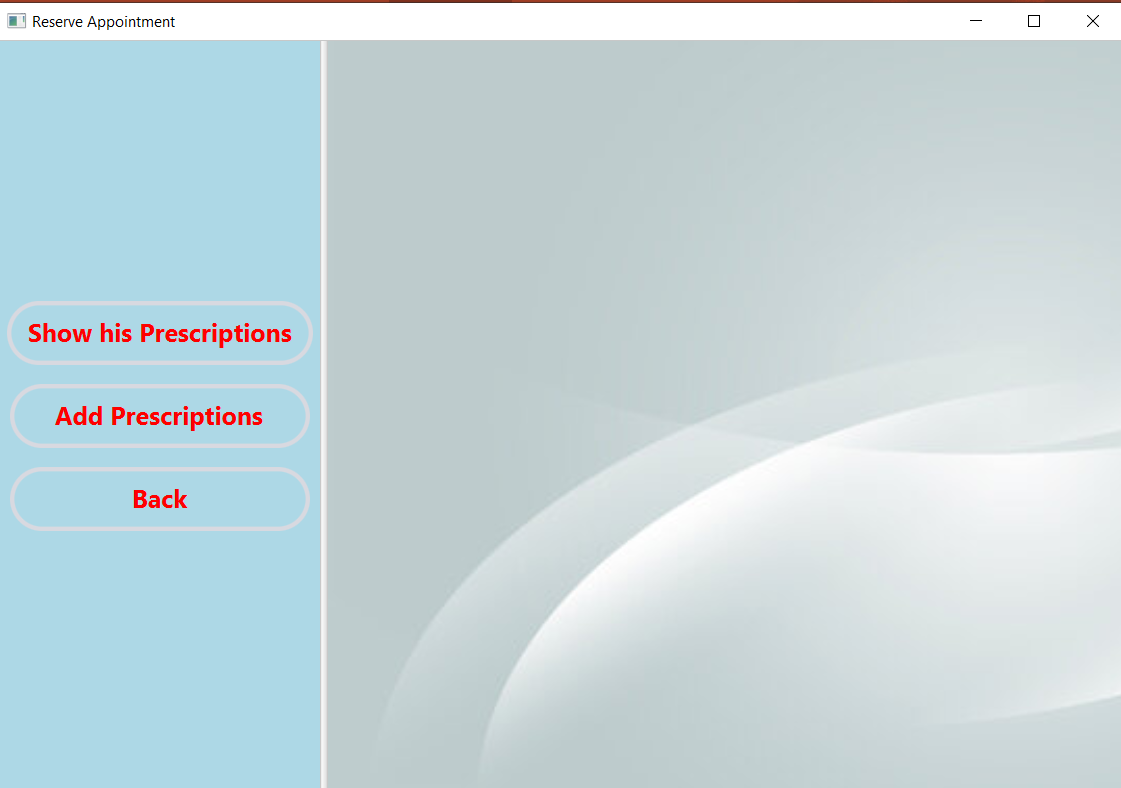 Reserve Appointment
Show his Prescriptions
Add Prescriptions
Back